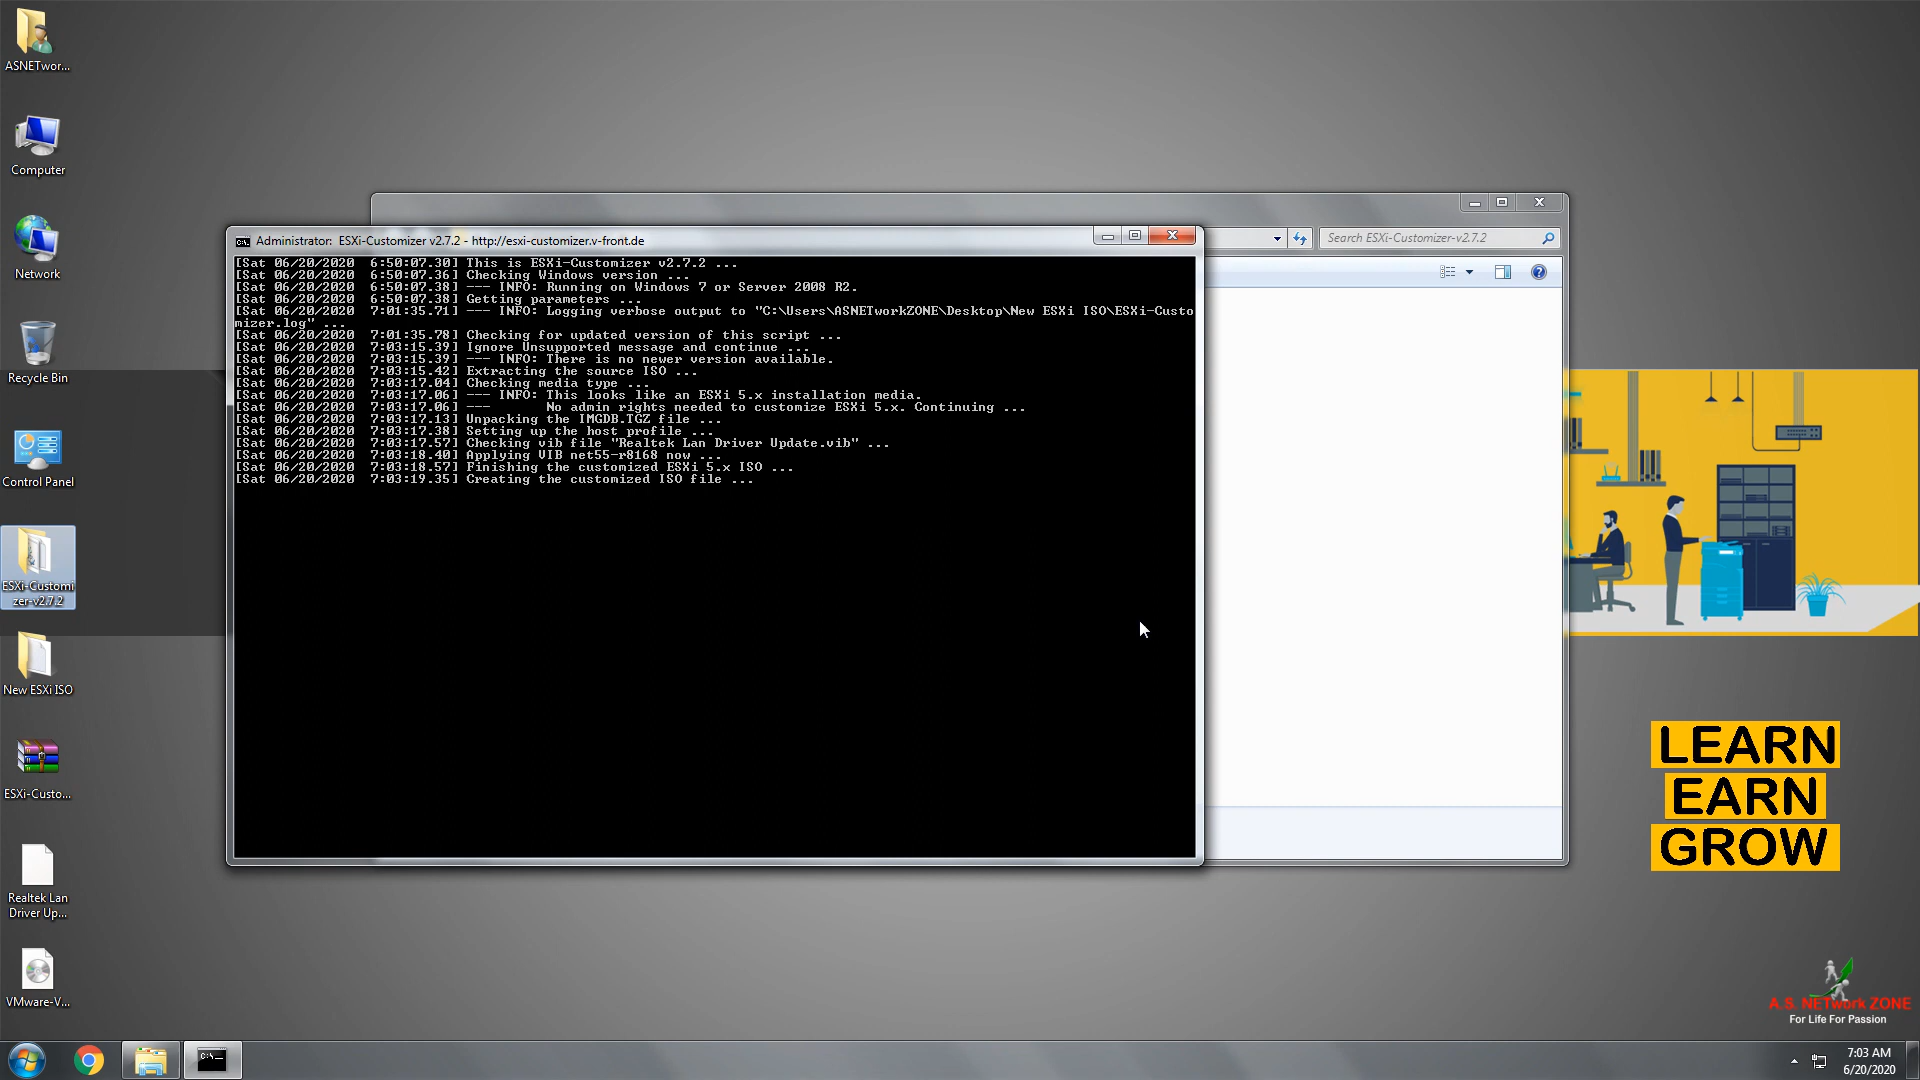 ASNETwor...
Computer
Network
Recycle Bin
Control Panel
ESXi-Customi
zer-v2.7.2
New ESXi ISO
ESXi-Custo...
Realtek Lan
Driver Up...
VMware-V...
Search ESXi-Customizer-v2.7.2
Administrator:  ESXi-Customizer v2.7.2 - http://esxi-customizer.v-front.de
[Sat 06/20/2020  6:50:07.30] This is ESXi-Customizer v2.7.2 ...
[Sat 06/20/2020  6:50:07.36] Checking Windows version ...
[Sat 06/20/2020  6:50:07.38] --- INFO: Running on Windows 7 or Server 2008 R2.
[Sat 06/20/2020  6:50:07.38] Getting parameters ...
[Sat 06/20/2020  7:01:35.71] --- INFO: Logging verbose output to "C:\Users\ASNETworkZONE\Desktop\New ESXi ISO\ESXi-Custo
mizer.log" ...
[Sat 06/20/2020  7:01:35.78] Checking for updated version of this script ...
[Sat 06/20/2020  7:03:15.39] Ignore Unsupported message and continue ...
[Sat 06/20/2020  7:03:15.39] --- INFO: There is no newer version available.
[Sat 06/20/2020  7:03:15.42] Extracting the source ISO ...
[Sat 06/20/2020  7:03:17.04] Checking media type ...
[Sat 06/20/2020  7:03:17.06] --- INFO: This looks like an ESXi 5.x installation media.
[Sat 06/20/2020  7:03:17.06] ---       No admin rights needed to customize ESXi 5.x. Continuing ...
[Sat 06/20/2020  7:03:17.13] Unpacking the IMGDB.TGZ file ...
[Sat 06/20/2020  7:03:17.38] Setting up the host profile ...
[Sat 06/20/2020  7:03:17.57] Checking vib file "Realtek Lan Driver Update.vib" ...
[Sat 06/20/2020  7:03:18.40] Applying VIB net55-r8168 now ...
[Sat 06/20/2020  7:03:18.57] Finishing the customized ESXi 5.x ISO ...
[Sat 06/20/2020  7:03:19.35] Creating the customized ISO file ...
LEARN
EARN
GROW
A.S. NETwork ZONE
For Life For Passion
7:03 AM
6/20/2020